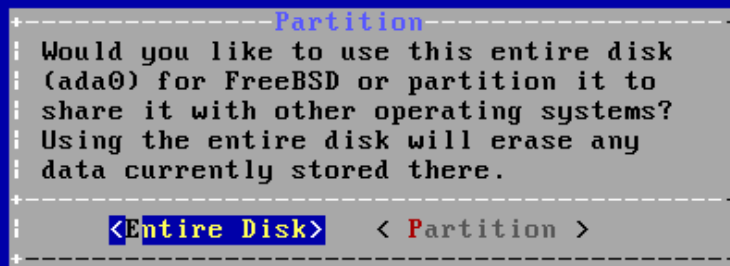 Partition
Would you like to use this entire disk
(ada0) for FreeBSD or partition it to
share it with other operating systems?
Using the entire disk will erase any
data currently stored there.
<Entire Disk> < Partition >